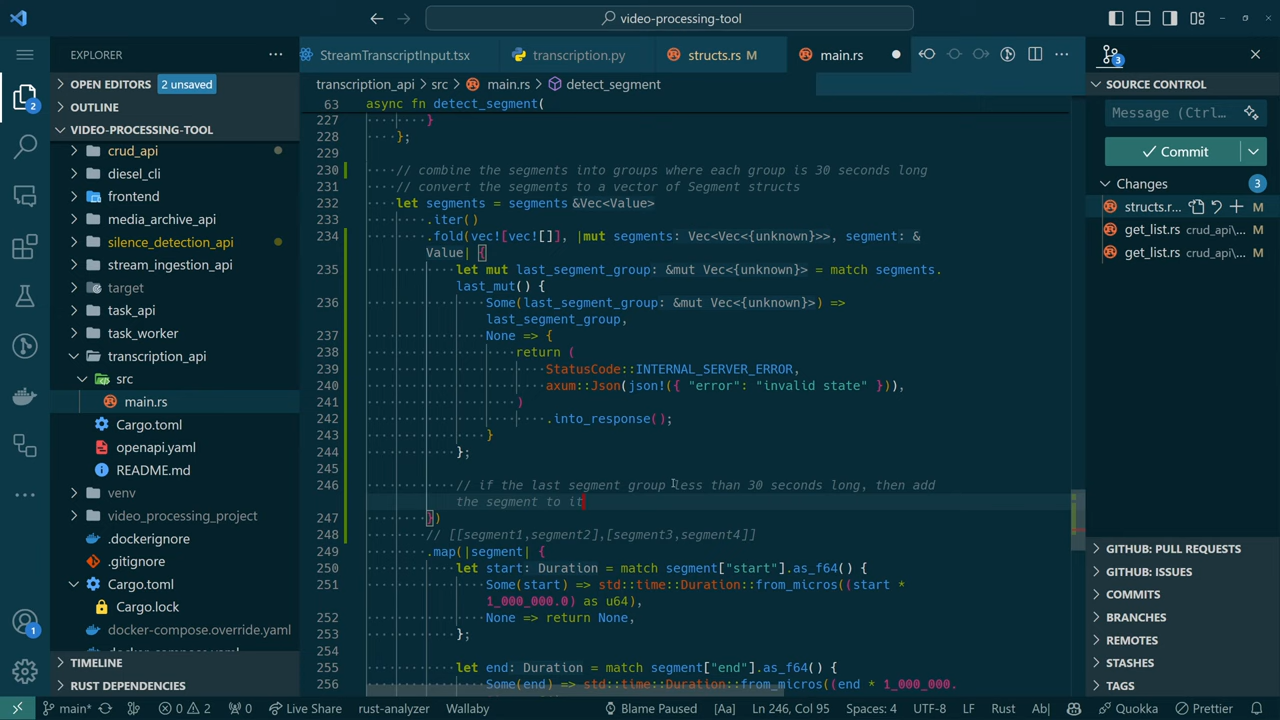 video-processing-tool
EXPLORER
OPEN EDITORS 2 unsaved
OUTLINE
VIDEO-PROCESSING-TOOL
crud_api
diesel_cli
frontend
media_archive_api
silence_detection_api
stream_ingestion_api
target
task_api
task_worker
transcription_api
src
main.rs
Cargo.toml
openapi.yaml
README.md
venv
video_processing_project
.dockerignore
.gitignore
Cargo.toml
Cargo.lock
docker-compose.override.yaml
TIMELINE
RUST DEPENDENCIES
StreamTranscriptInput.tsx transcription.py structs.rs M main.rs
transcription_api > src > main.rs > detect_segment
63 async fn detect_segment(
227 }
228 };
229
230 // combine the segments into groups where each group is 30 seconds long
231 // convert the segments to a vector of Segment structs
232 let segments = segments &Vec<Value>
233 .iter()
234 .fold(vec![vec![]], |mut segments: Vec<Vec<{unknown}>>, segment: &
Value| {
235 let mut last_segment_group: &mut Vec<{unknown}> = match segments.
last_mut() {
236 Some(last_segment_group: &mut Vec<{unknown}>) =>
last_segment_group,
237 None => {
238 return (
239 StatusCode::INTERNAL_SERVER_ERROR,
240 axum::Json(json!({ "error": "invalid state" })),
241 )
242 .into_response();
243 }
244 };
245
246 // if the last segment group less than 30 seconds long, then add
the segment to it
247 })
248 // [[segment1,segment2],[segment3,segment4]]
249 .map(|segment| {
250 let start: Duration = match segment["start"].as_f64() {
251 Some(start) => std::time::Duration::from_micros((start *
1_000_000.0) as u64),
252 None => return None,
253 };
254
255 let end: Duration = match segment["end"].as_f64() {
256 Some(end) => std::time::Duration::from_micros((end * 1_000_000.
3
SOURCE CONTROL
Message (Ctrl...
Commit
Changes 3
structs.r... M
get_list.rs crud_api\... M
get_list.rs crud_api\... M
GITHUB: PULL REQUESTS
GITHUB: ISSUES
COMMITS
BRANCHES
REMOTES
STASHES
TAGS
2
1
main* 0 2 0 Live Share rust-analyzer Wallaby Blame Paused [Aa] Ln 246, Col 95 Spaces: 4 UTF-8 LF Rust Ab| Quokka Prettier